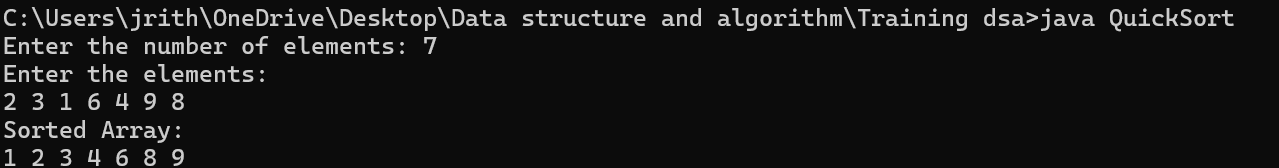 C:\Users\jrith\OneDrive\Desktop\Data structure and algorithm\Training dsa>java QuickSort
Enter the number of elements: 7
Enter the elements:
2 3 1 6 4 9 8
Sorted Array:
1 2 3 4 6 8 9